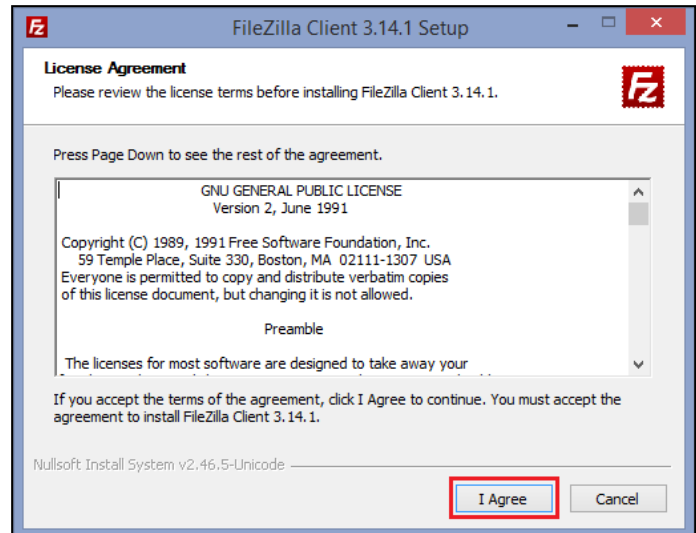 FileZilla Client 3.14.1 Setup
License Agreement
Please review the license terms before installing FileZilla Client 3.14.1.
Press Page Down to see the rest of the agreement.
GNU GENERAL PUBLIC LICENSE
Version 2, June 1991
Copyright (C) 1989, 1991 Free Software Foundation, Inc.
59 Temple Place, Suite 330, Boston, MA 02111-1307 USA
Everyone is permitted to copy and distribute verbatim copies
of this license document, but changing it is not allowed.
Preamble
The licenses for most software are designed to take away your
If you accept the terms of the agreement, click I Agree to continue. You must accept the
agreement to install FileZilla Client 3.14.1.
Nullsoft Install System v2.46.5-Unicode
I Agree Cancel